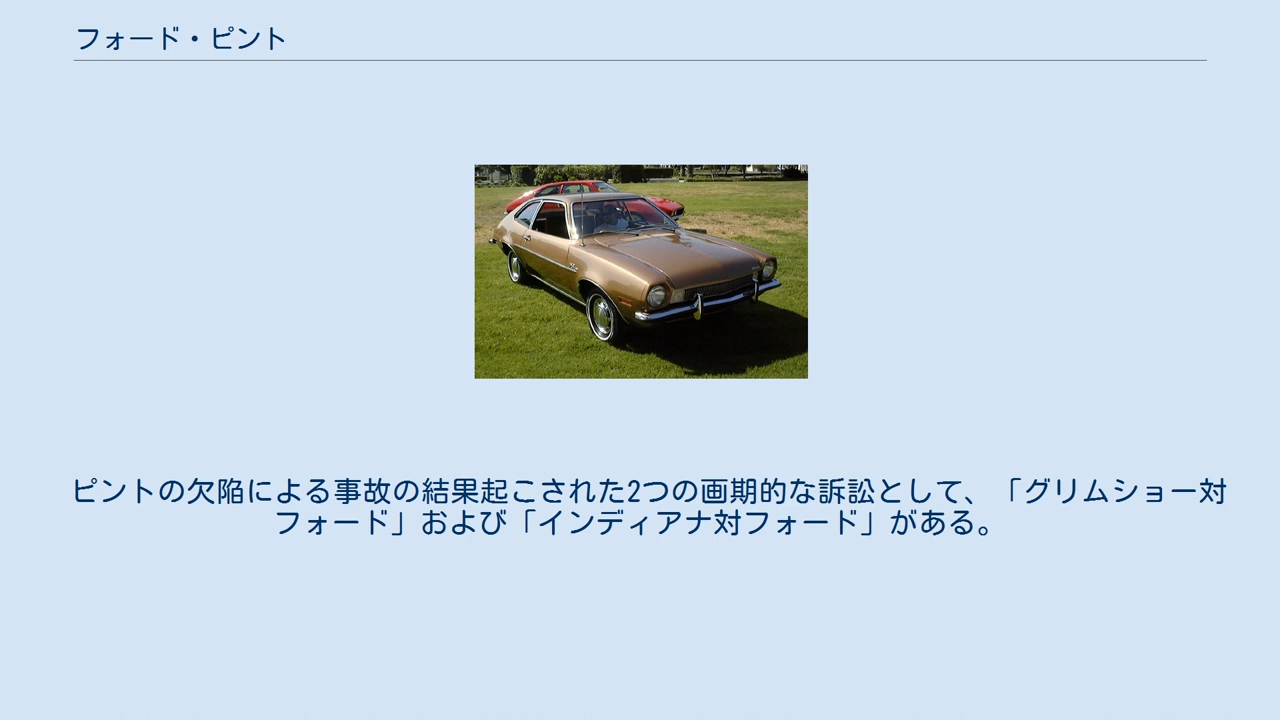 フォード・ピント
ピントの欠陥による事故の結果起こされた2つの画期的な訴訟として、「グリムショー対
フォード」および「インディアナ対フォード」がある。